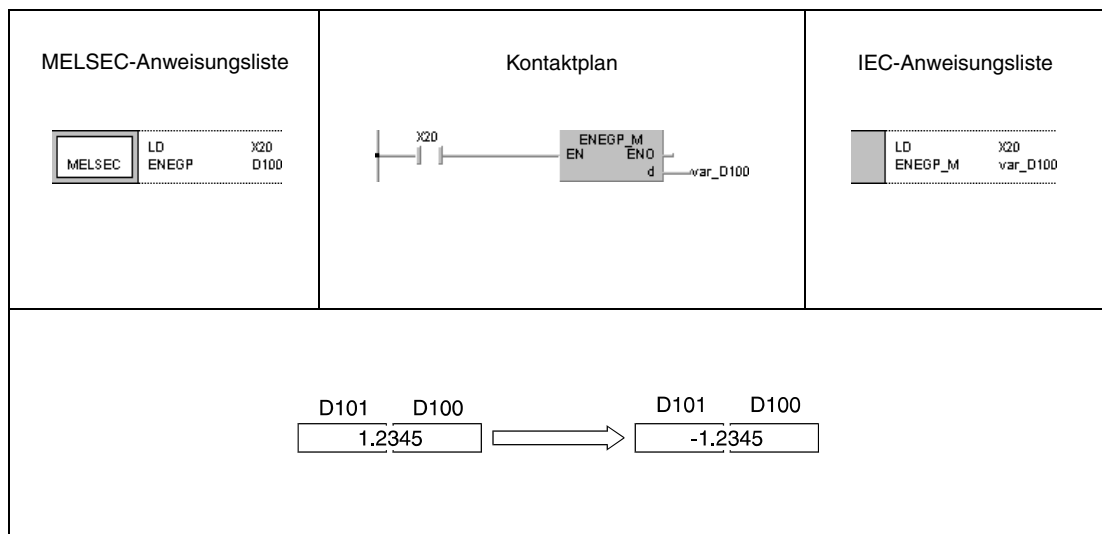 MELSEC-Anweisungsliste
MELSEC
LD X20
ENEGP D100
Kontaktplan
X20
ENEGP_M
EN ENO
d var_D100
IEC-Anweisungsliste
LD X20
ENEGP_M var_D100
D101 D100
1.2345
D101 D100
-1.2345